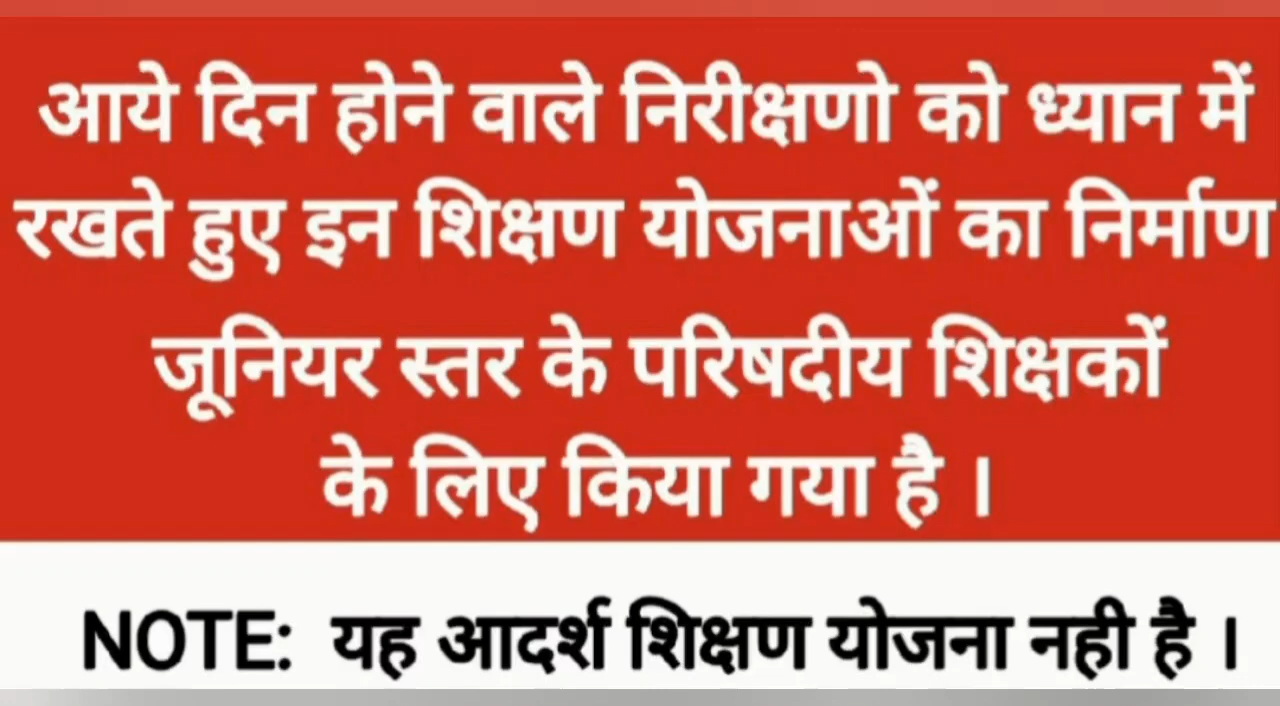 आये दिन होने वाले निरीक्षणो को ध्यान में
रखते हुए इन शिक्षण योजनाओं का निर्माण
जूनियर स्तर के परिषदीय शिक्षकों
के लिए किया गया है ।
NOTE: यह आदर्श शिक्षण योजना नही है ।